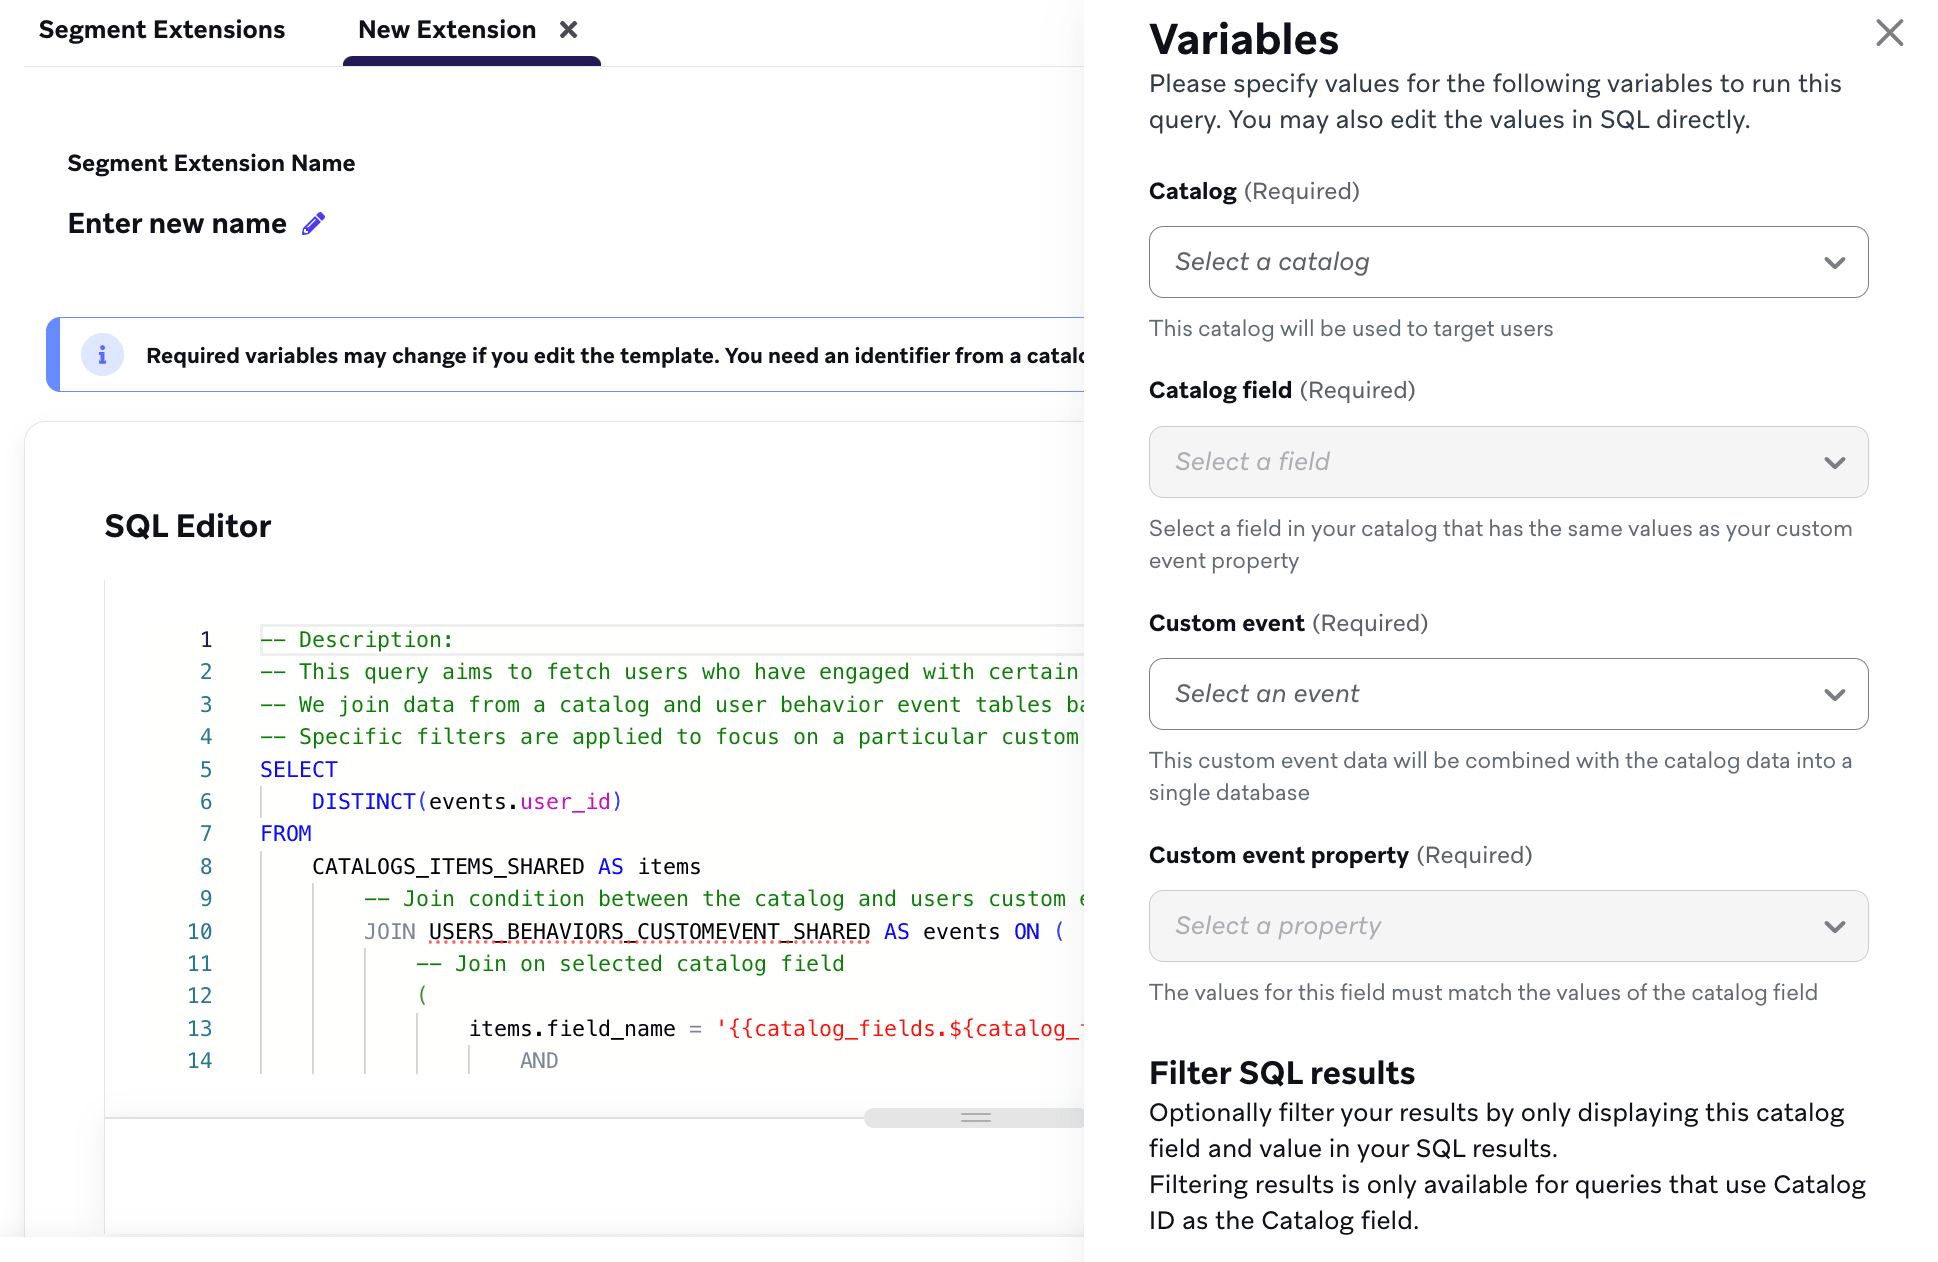 Segment Extensions
New Extension
Segment Extension Name
Enter new name
i
Required variables may change if you edit the template. You need an identifier from a
SQL Editor
1 -- Description:
2 -- This query aims to fetch users who have engaged with certain
3 -- We join data from a catalog and user behavior event tables
4 -- Specific filters are applied to focus on a particular custom
5 SELECT
6 DISTINCT(events.user_id)
7 FROM
8 CATALOGS_ITEMS_SHARED AS items
9 -- Join condition between the catalog and users custom
10 JOIN USERS_BEHAVIORS_CUSTOMEVENT_SHARED AS events ON (
11 -- Join on selected catalog field
12 (
13 items.field_name = '{{catalog_fields.${catalog_
14 AND
Variables
Please specify values for the following variables to run this
query. You may also edit the values in SQL directly.
Catalog (Required)
Select a catalog
This catalog will be used to target users
Catalog field (Required)
Select a field
Select a field in your catalog that has the same values as your custom
event property
Custom event (Required)
Select an event
This custom event data will be combined with the catalog data into a
single database
Custom event property (Required)
Select a property
The values for this field must match the values of the catalog field
Filter SQL results
Optionally filter your results by only displaying this catalog
field and value in your SQL results.
Filtering results is only available for queries that use Catalog
ID as the Catalog field.